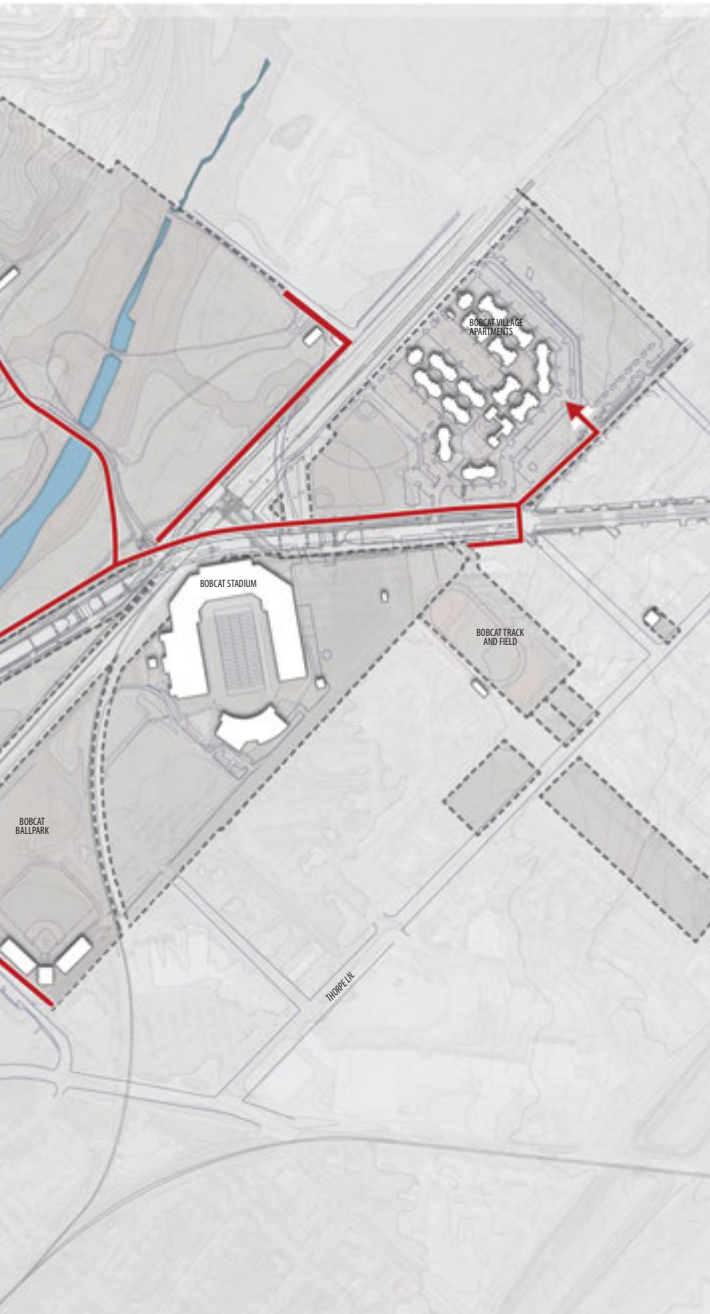 BOBCAT VILLAGE
APARTMENTS
BOBCAT STADIUM
BOBCAT TRACK
AND FIELD
BOBCAT
BALLPARK
THORPE LN.